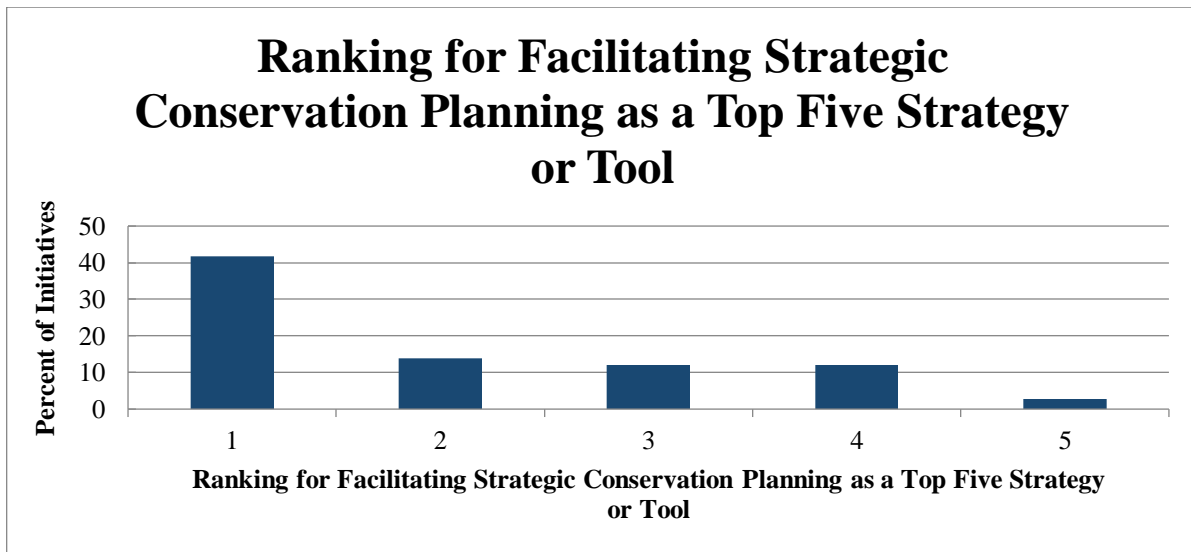 Ranking for Facilitating Strategic
Conservation Planning as a Top Five Strategy
or Tool
Percent of Initiatives
50
40
30
20
10
0
1 2 3 4 5
Ranking for Facilitating Strategic Conservation Planning as a Top Five Strategy
or Tool